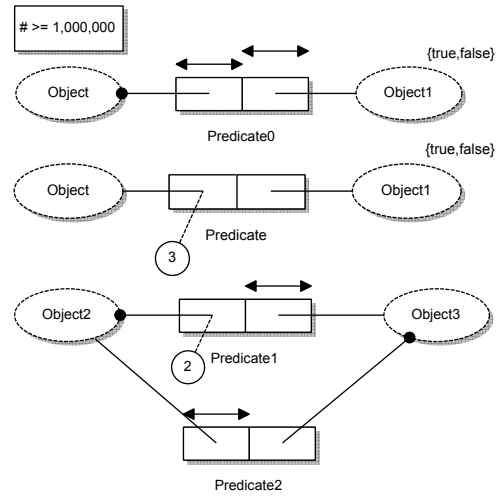 # >= 1,000,000
{true,false}
Object
Object1
Predicate0
{true,false}
Object
Object1
Predicate
3
Object2
Object3
2
Predicate1
Predicate2